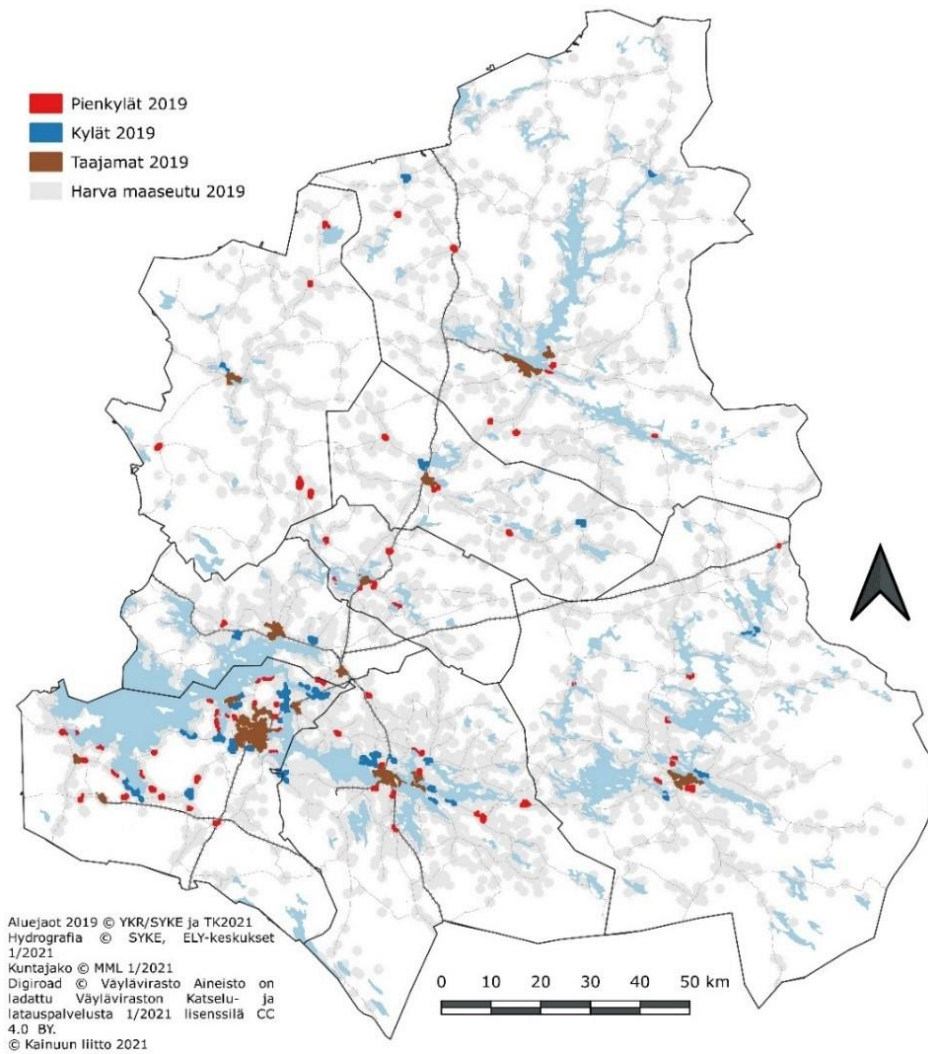 Pienkylät 2019
Kylät 2019
Taajamat 2019
Harva maaseutu 2019
Aluejaot 2019 © YKR/SYKE ja TK2021
Hydrografia © SYKE, ELY-keskukset
1/2021
Kuntajako © MML 1/2021
Digiroad © Väylävirasto Aineisto on
ladattu Väyläviraston Katselu- ja
latauspalvelusta 1/2021 lisenssilä CC
4.0 BY.
© Kainuun liitto 2021
0 10 20 30 40 50 km